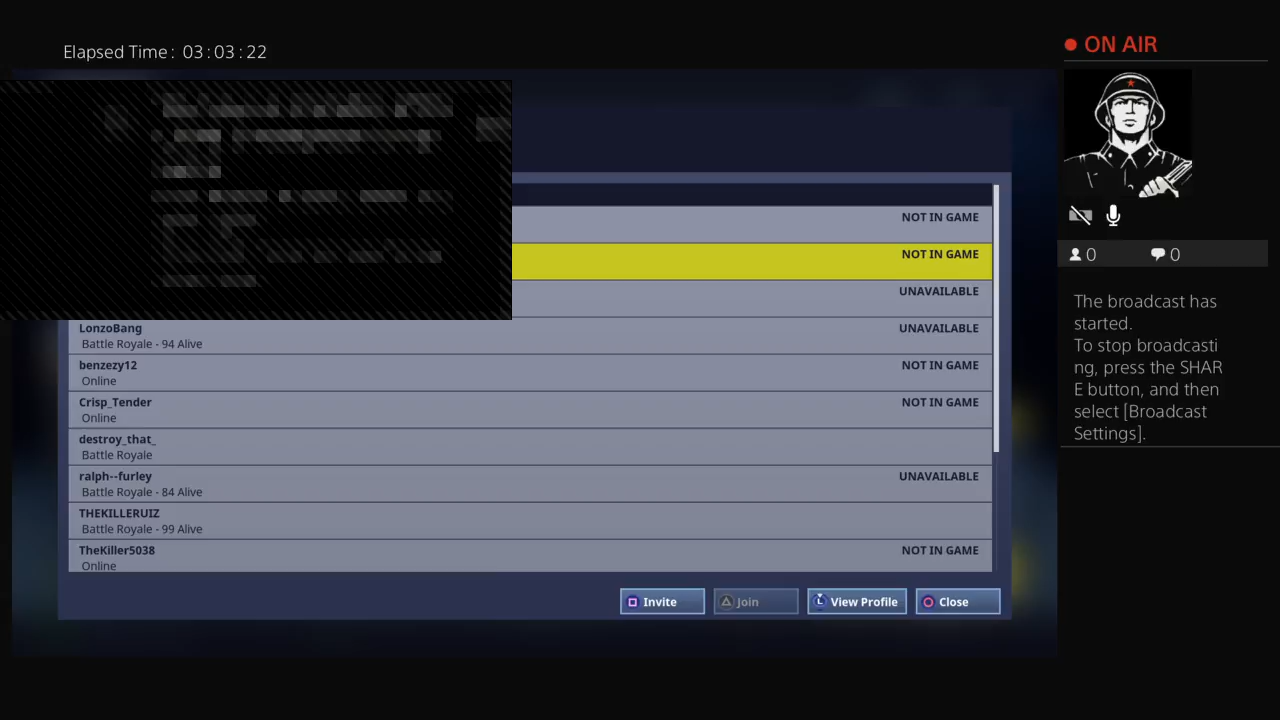 Elapsed Time: 03:03:22
ON AIR
0 0
The broadcast has
started.
To stop broadcasti
ng, press the SHAR
E button, and then
select [Broadcast
Settings].
NOT IN GAME
NOT IN GAME
UNAVAILABLE
LonzoBang UNAVAILABLE
Battle Royale - 94 Alive
benzezy12 NOT IN GAME
Online
Crisp_Tender NOT IN GAME
Online
destroy_that_
Battle Royale
ralph--furley UNAVAILABLE
Battle Royale - 84 Alive
THEKILLERUIZ
Battle Royale - 99 Alive
TheKiller5038 NOT IN GAME
Online
Invite Join L View Profile Close